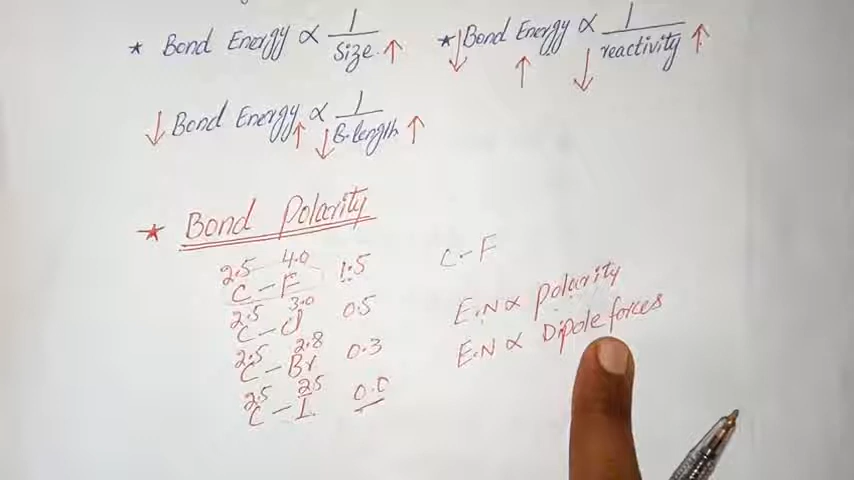 * Bond Energy ∝ 1/Size ↑
* ↓ Bond Energy ↑ ∝ 1/↓ reactivity ↑
↓ Bond Energy ↑ ∝ 1/↓ B.length ↑
* Bond Polarity
2.5 4.0
C - F 1.5
2.5 3.0
C - Cl 0.5
2.5 2.8
C - Br 0.3
2.5 2.5
C - I 0.0
C - F
E.N ∝ polarity
E.N ∝ Dipole forces